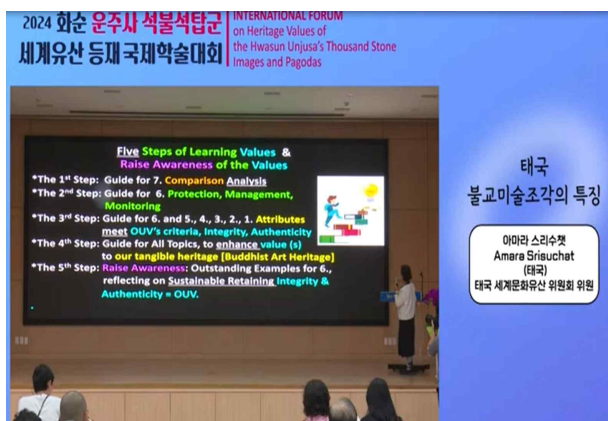 2024 화순 운주사 석불석탑군
세계유산 등재 국제학술대회
INTERNATIONAL FORUM
on Heritage Values of
the Hwasun Unjusa's Thousand Stone
Images and Pagodas
Five Steps of Learning Values &
Raise Awareness of the Values
*The 1st Step: Guide for 7. Comparison Analysis
*The 2nd Step: Guide for 6. Protection, Management,
Monitoring
*The 3rd Step: Guide for 6. and 5., 4., 3., 2., 1. Attributes
meet OUV's criteria, Integrity, Authenticity
*The 4th Step: Guide for All Topics, to enhance value (s)
to our tangible heritage [Buddhist Art Heritage]
*The 5th Step: Raise Awareness: Outstanding Examples for 6.,
reflecting on Sustainable Retaining Integrity &
Authenticity = OUV.
태국
불교미술조각의 특징
아마라 스리수챗
Amara Srisuchat
(태국)
태국 세계문화유산 위원회 위원